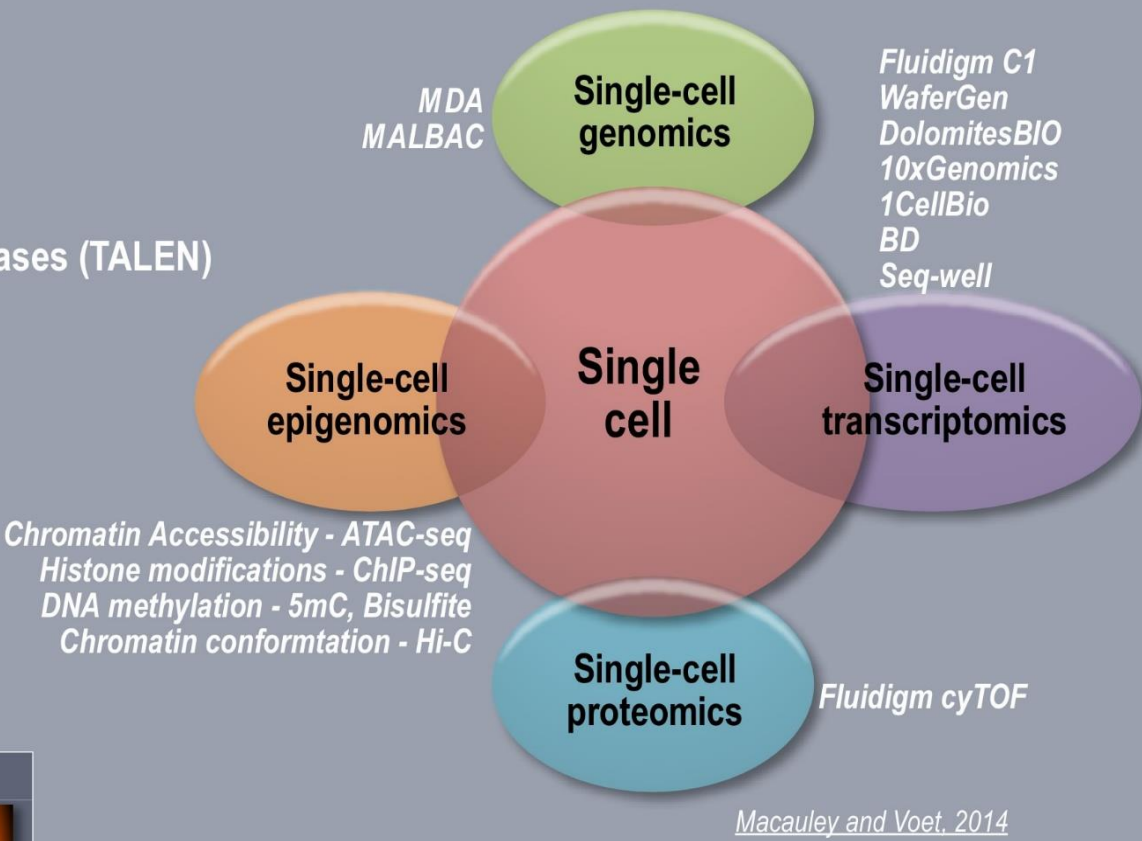 MDA
MALBAC
Single-cell
genomics
Fluidigm C1
WaferGen
DolomitesBIO
10xGenomics
1CellBio
BD
Seq-well
ases (TALEN)
Single-cell
epigenomics
Single
cell
Single-cell
transcriptomics
Chromatin Accessibility - ATAC-seq
Histone modifications - ChIP-seq
DNA methylation - 5mC, Bisulfite
Chromatin conformtation - Hi-C
Single-cell
proteomics
Fluidigm cyTOF
Macauley and Voet, 2014